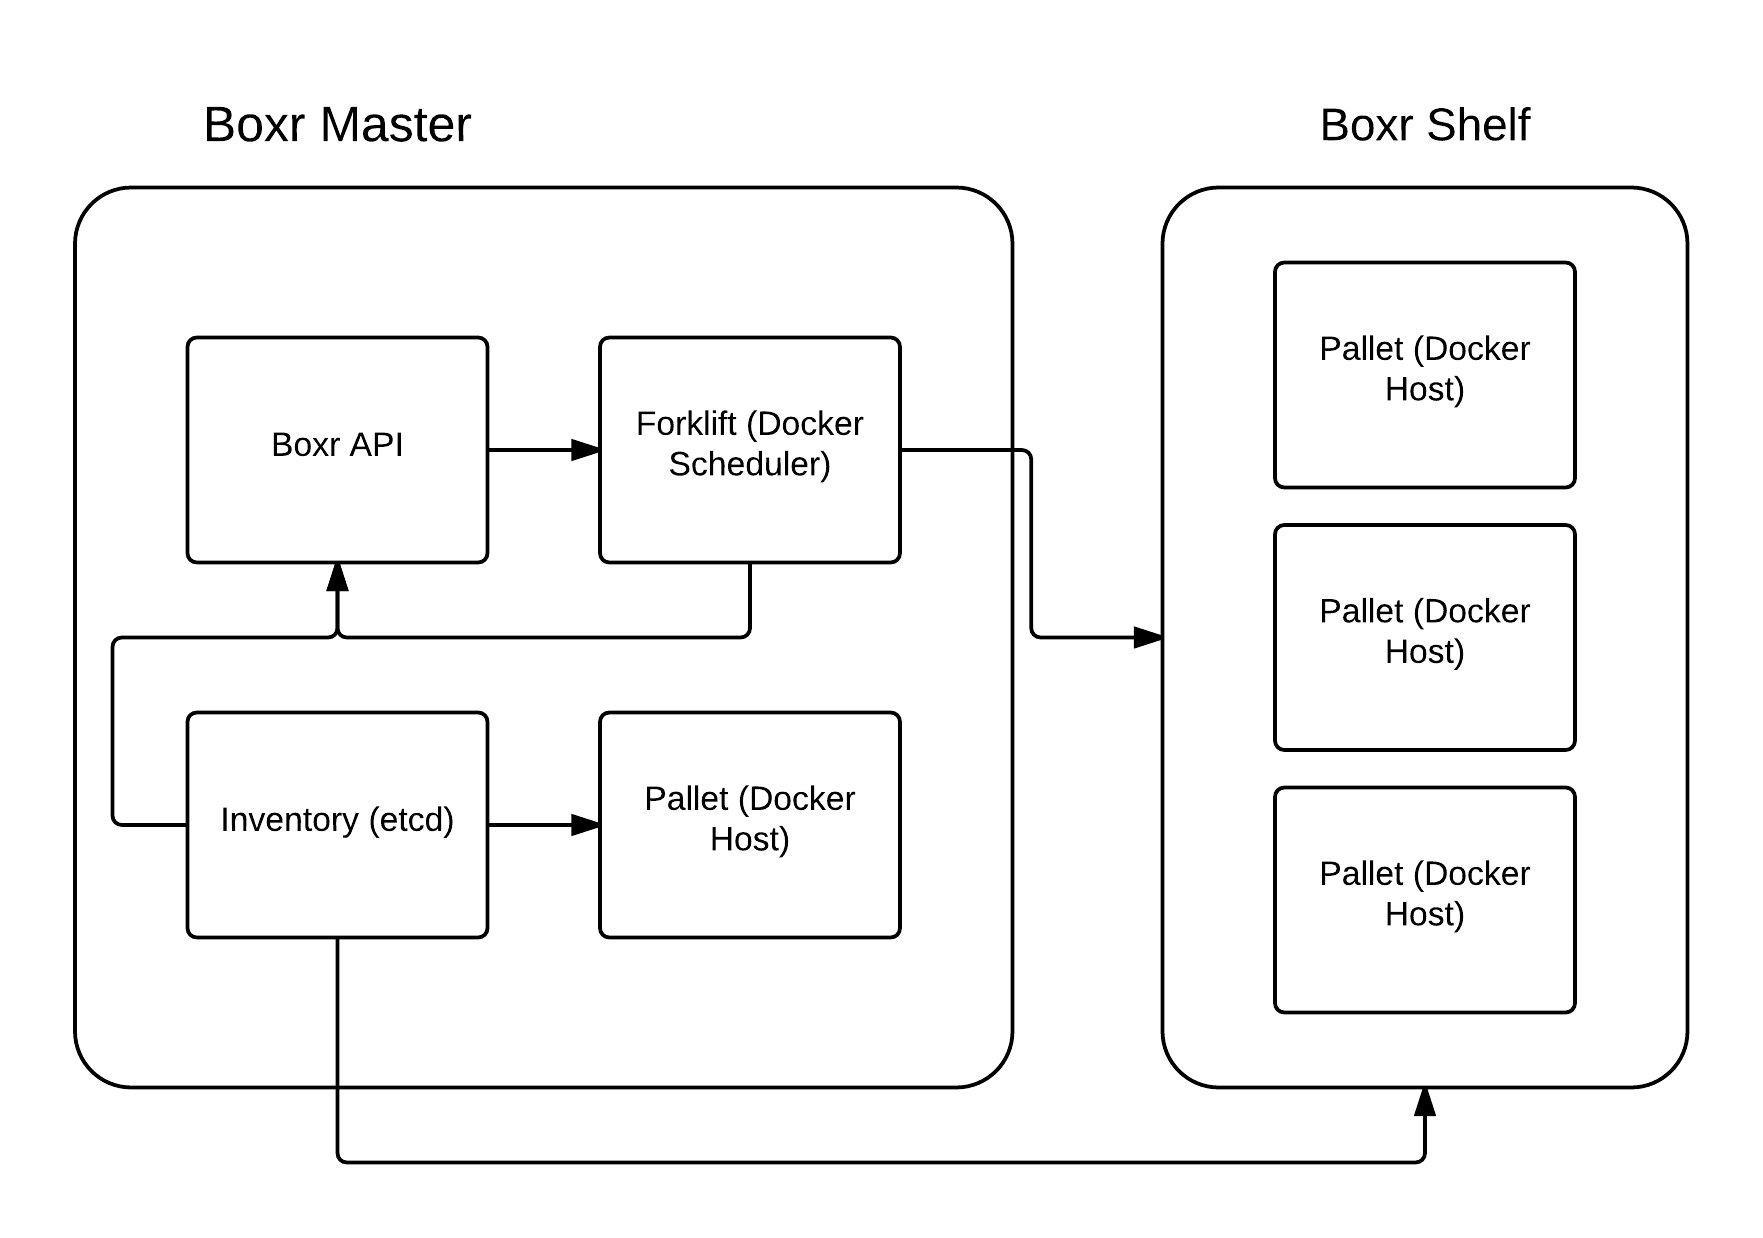 Boxr Master
Boxr Shelf
Boxr API
Forklift (Docker
Scheduler)
Inventory (etcd)
Pallet (Docker
Host)
Pallet (Docker
Host)
Pallet (Docker
Host)
Pallet (Docker
Host)